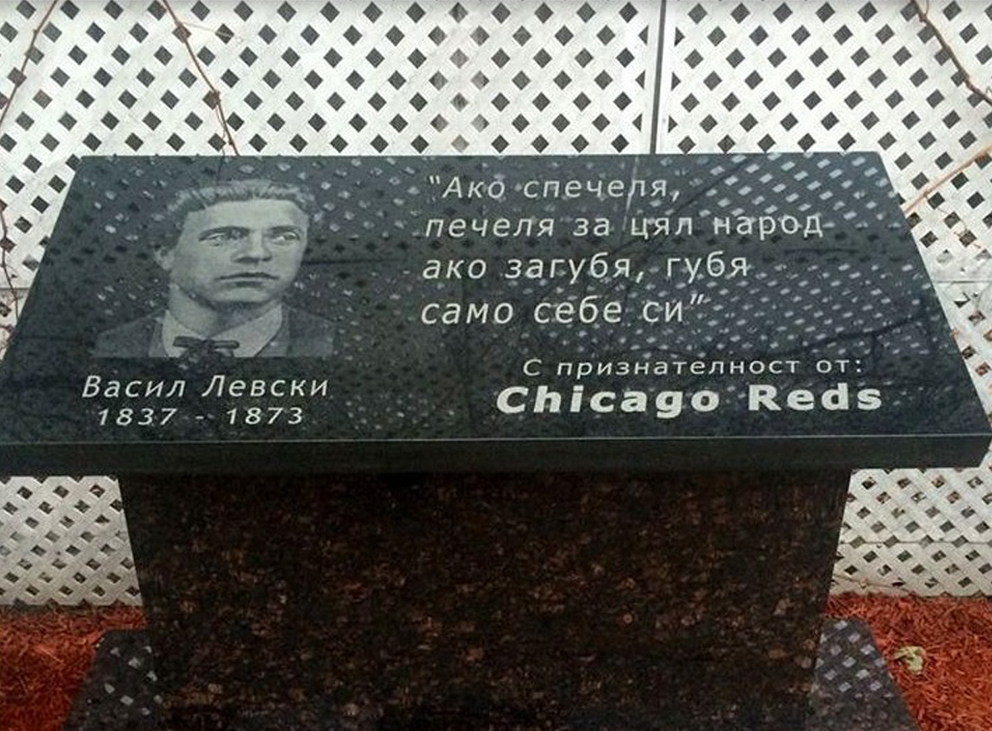 "Ако спечеля,
печеля за цял народ
ако загубя, губя
само себе си"
С признателност от:
Chicago Reds
Васил Левски
1837 - 1873